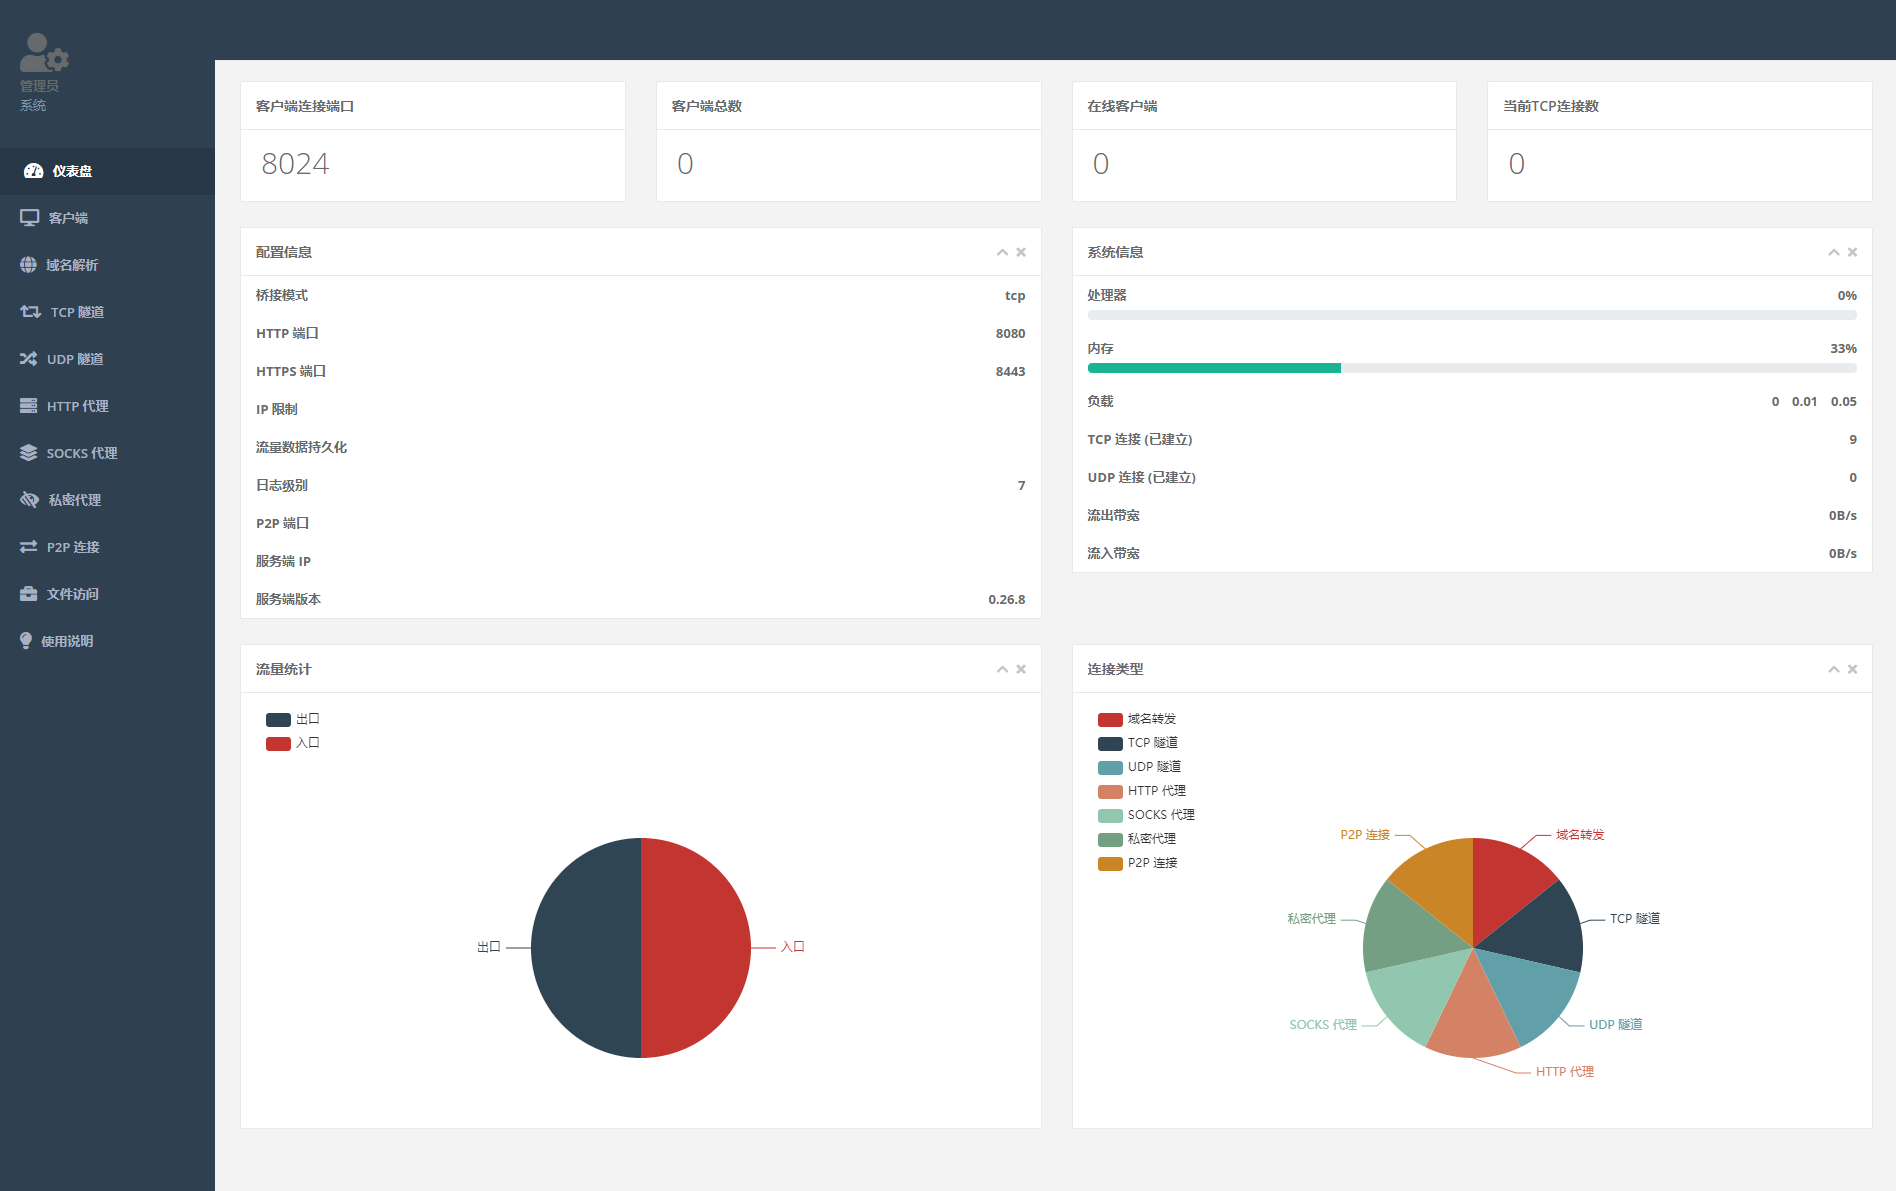 管理员
系统
仪表盘
客户端
域名解析
TCP 隧道
UDP 隧道
HTTP 代理
SOCKS 代理
私密代理
P2P 连接
文件访问
使用说明
客户端连接端口
8024
客户端总数
0
在线客户端
0
当前TCP连接数
0
配置信息
桥接模式 tcp
HTTP 端口 8080
HTTPS 端口 8443
IP 限制
流量数据持久化
日志级别 7
P2P 端口
服务端 IP
服务端版本 0.26.8
系统信息
处理器 0%
内存 33%
负载 0 0.01 0.05
TCP 连接 (已建立) 9
UDP 连接 (已建立) 0
流出带宽 0B/s
流入带宽 0B/s
流量统计
出口
入口
出口
入口
连接类型
域名转发
TCP 隧道
UDP 隧道
HTTP 代理
SOCKS 代理
私密代理
P2P 连接
P2P 连接
域名转发
私密代理
TCP 隧道
SOCKS 代理
UDP 隧道
HTTP 代理